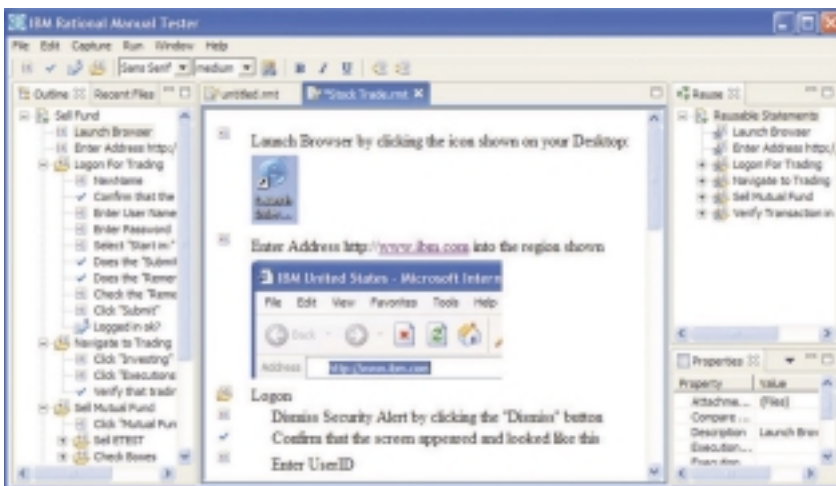 IBM Rational Manual Tester
File Edit Capture Run Window Help
Sans Serif medium B I U
Outline Recent Files
Sell Fund
Launch Browser
Enter Address http:/
Logon For Trading
NewName
Confirm that the
Enter User Name
Enter Password
Select "Start in:"
Does the "Submit
Does the "Remem
Check the "Reme
Click "Submit"
Logged in ok?
Navigate to Trading
Click "Investing"
Click "Executions
Verify that tradin
Sell Mutual Fund
Click "Mutual Fun
Sell ETEST
Check Boxes
untitled.rmt *Stock Trade.rmt
Launch Browser by clicking the icon shown on your Desktop:
Enter Address http://www.ibm.com into the region shown
IBM United States - Microsoft Intern
File Edit View Favorites Tools Help
Back
Address http://www.ibm.com
Logon
Dismiss Security Alert by clicking the "Dismiss" button
Confirm that the screen appeared and looked like this
Enter UserID
Reuse
Reusable Statements
Launch Browser
Enter Address http:/
Logon For Trading
Navigate to Trading
Sell Mutual Fund
Verify Transaction in
Properties
Property Value
Attachme... (Files)
Compare ...
Description Launch Brow
Execution...